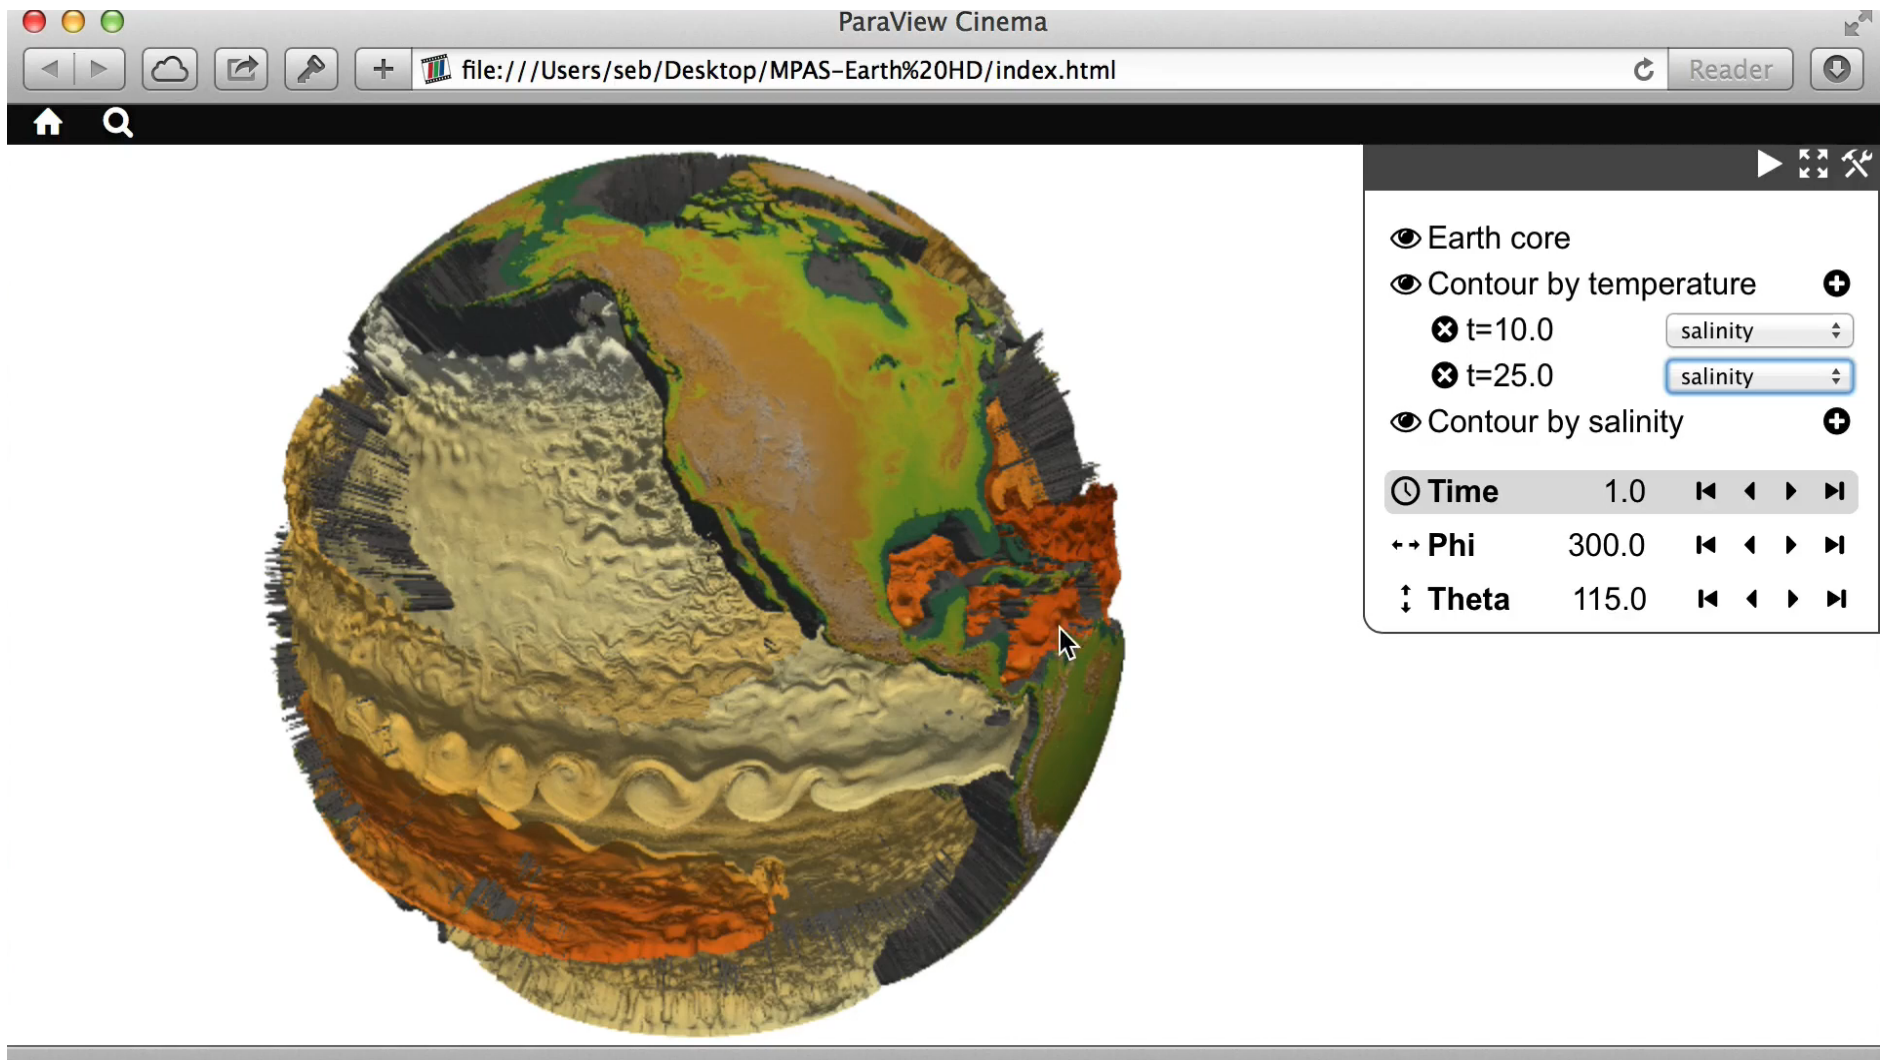 ParaView Cinema
file:///Users/seb/Desktop/MPAS-Earth%20HD/index.html
Reader
Earth core
Contour by temperature
t=10.0 salinity
t=25.0 salinity
Contour by salinity
Time 1.0
Phi 300.0
Theta 115.0